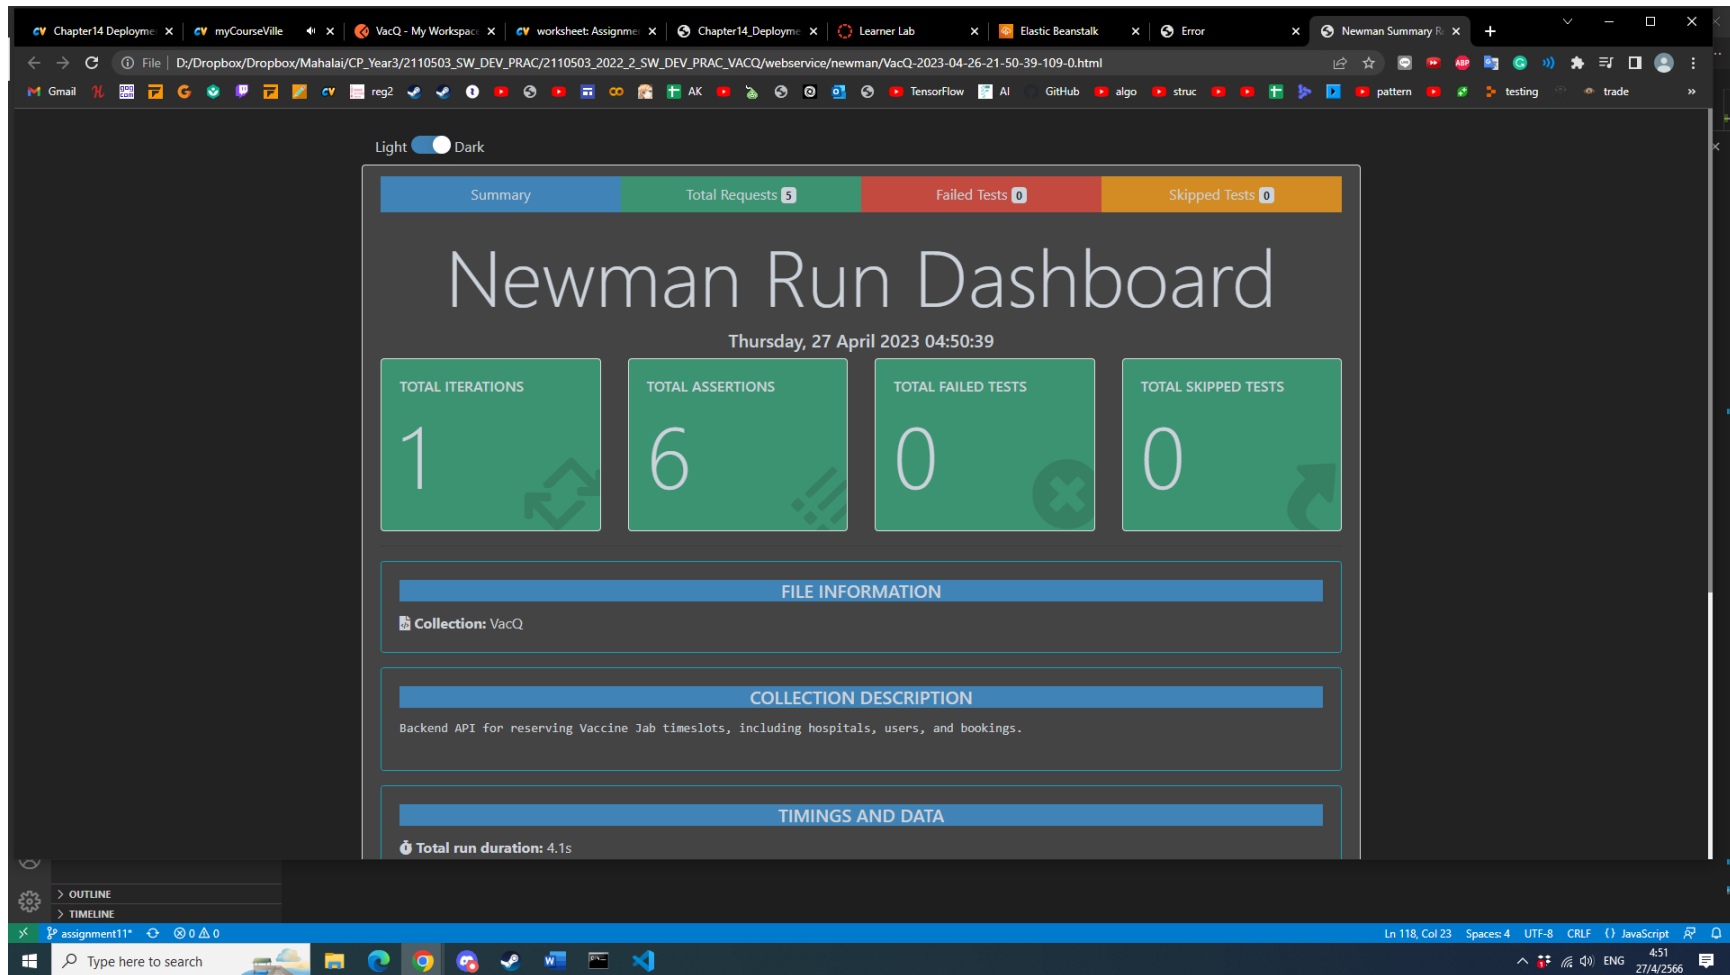 Chapter14 Deployme
myCourseVille
VacQ - My Workspace
worksheet: Assignme
Chapter14_Deployme
Learner Lab
Elastic Beanstalk
Error
Newman Summary R
File | D:/Dropbox/Dropbox/Mahalai/CP_Year3/2110503_SW_DEV_PRAC/2110503_2022_2_SW_DEV_PRAC_VACQ/webservice/newman/VacQ-2023-04-26-21-50-39-109-0.html
Gmail reg2 AK TensorFlow AI GitHub algo struc pattern testing trade »
Light Dark
Summary
Total Requests 5
Failed Tests 0
Skipped Tests 0
Newman Run Dashboard
Thursday, 27 April 2023 04:50:39
TOTAL ITERATIONS
1
TOTAL ASSERTIONS
6
TOTAL FAILED TESTS
0
TOTAL SKIPPED TESTS
0
FILE INFORMATION
Collection: VacQ
COLLECTION DESCRIPTION
Backend API for reserving Vaccine Jab timeslots, including hospitals, users, and bookings.
TIMINGS AND DATA
Total run duration: 4.1s
OUTLINE
TIMELINE
assignment11* 0 0
Ln 118, Col 23 Spaces: 4 UTF-8 CRLF {} JavaScript
Type here to search
ENG
4:51
27/4/2566